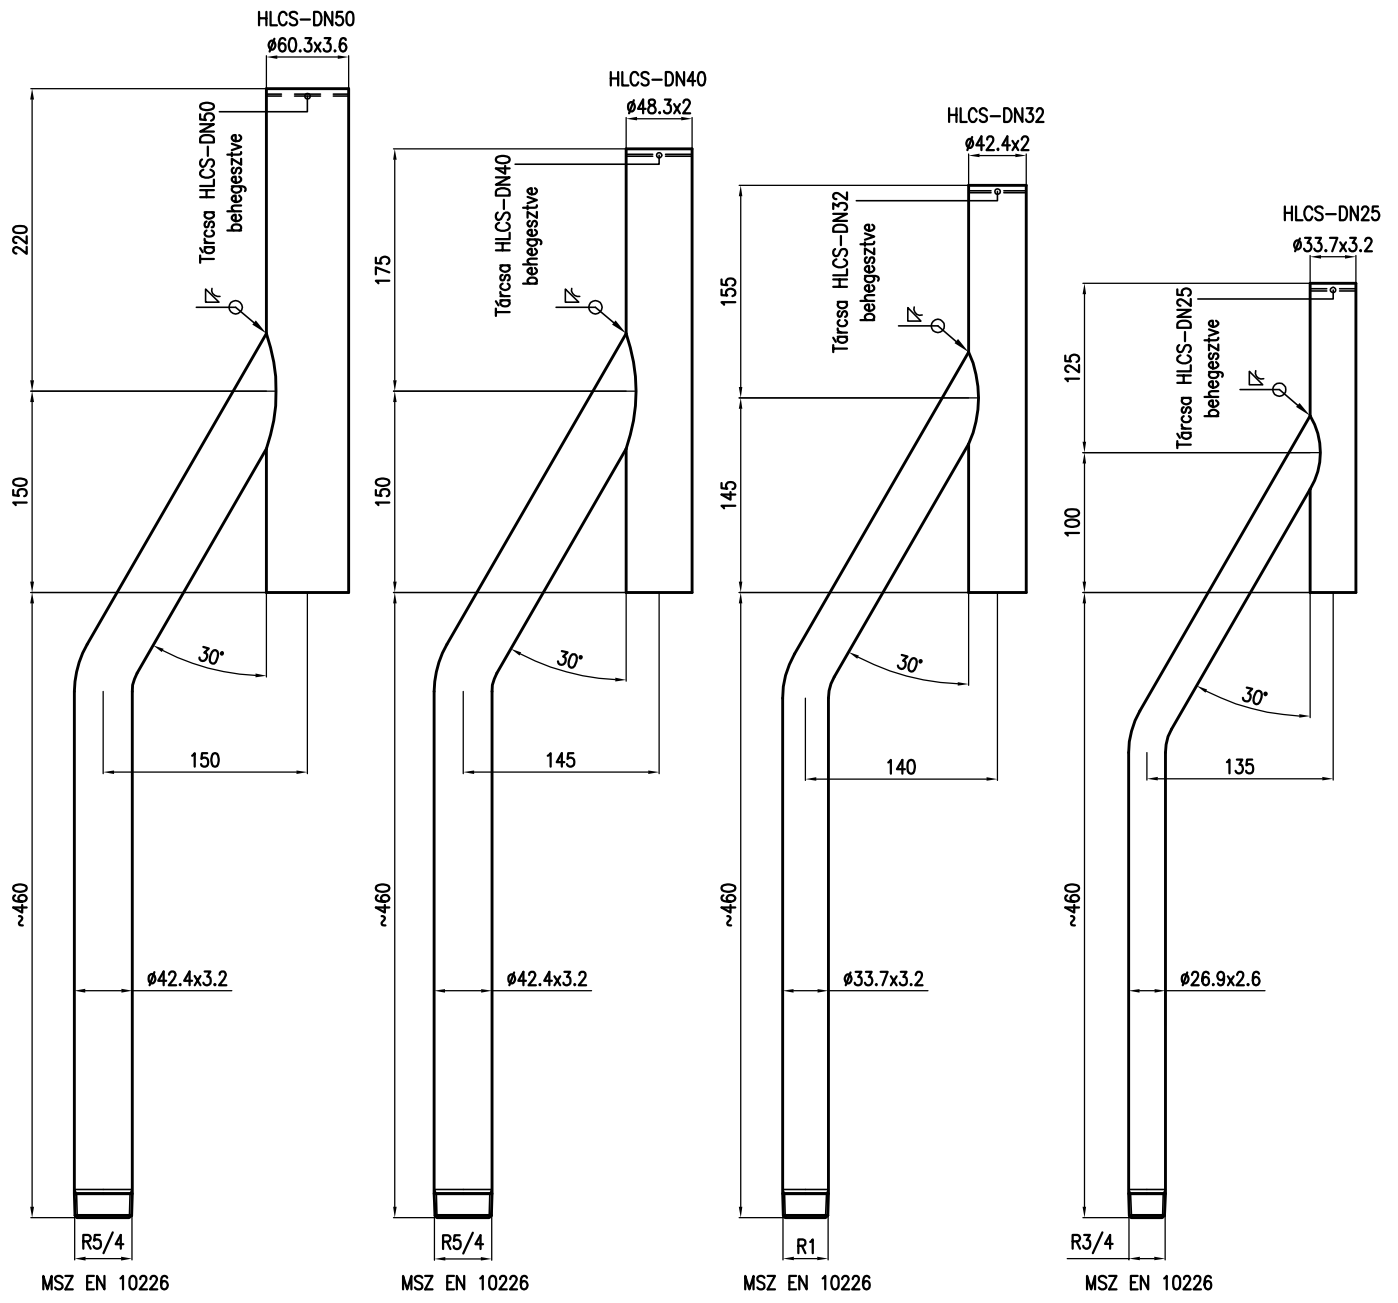 HLCS-DN50
ø60.3x3.6
Tárcsa HLCS-DN50
behegesztve
220
150
30°
150
~460
ø42.4x3.2
R5/4
MSZ EN 10226
HLCS-DN40
ø48.3x2
Tárcsa HLCS-DN40
behegesztve
175
150
30°
145
~460
ø42.4x3.2
R5/4
MSZ EN 10226
HLCS-DN32
ø42.4x2
Tárcsa HLCS-DN32
behegesztve
155
145
30°
140
~460
ø33.7x3.2
R1
MSZ EN 10226
HLCS-DN25
ø33.7x3.2
Tárcsa HLCS-DN25
behegesztve
125
100
30°
135
~460
ø26.9x2.6
R3/4
MSZ EN 10226